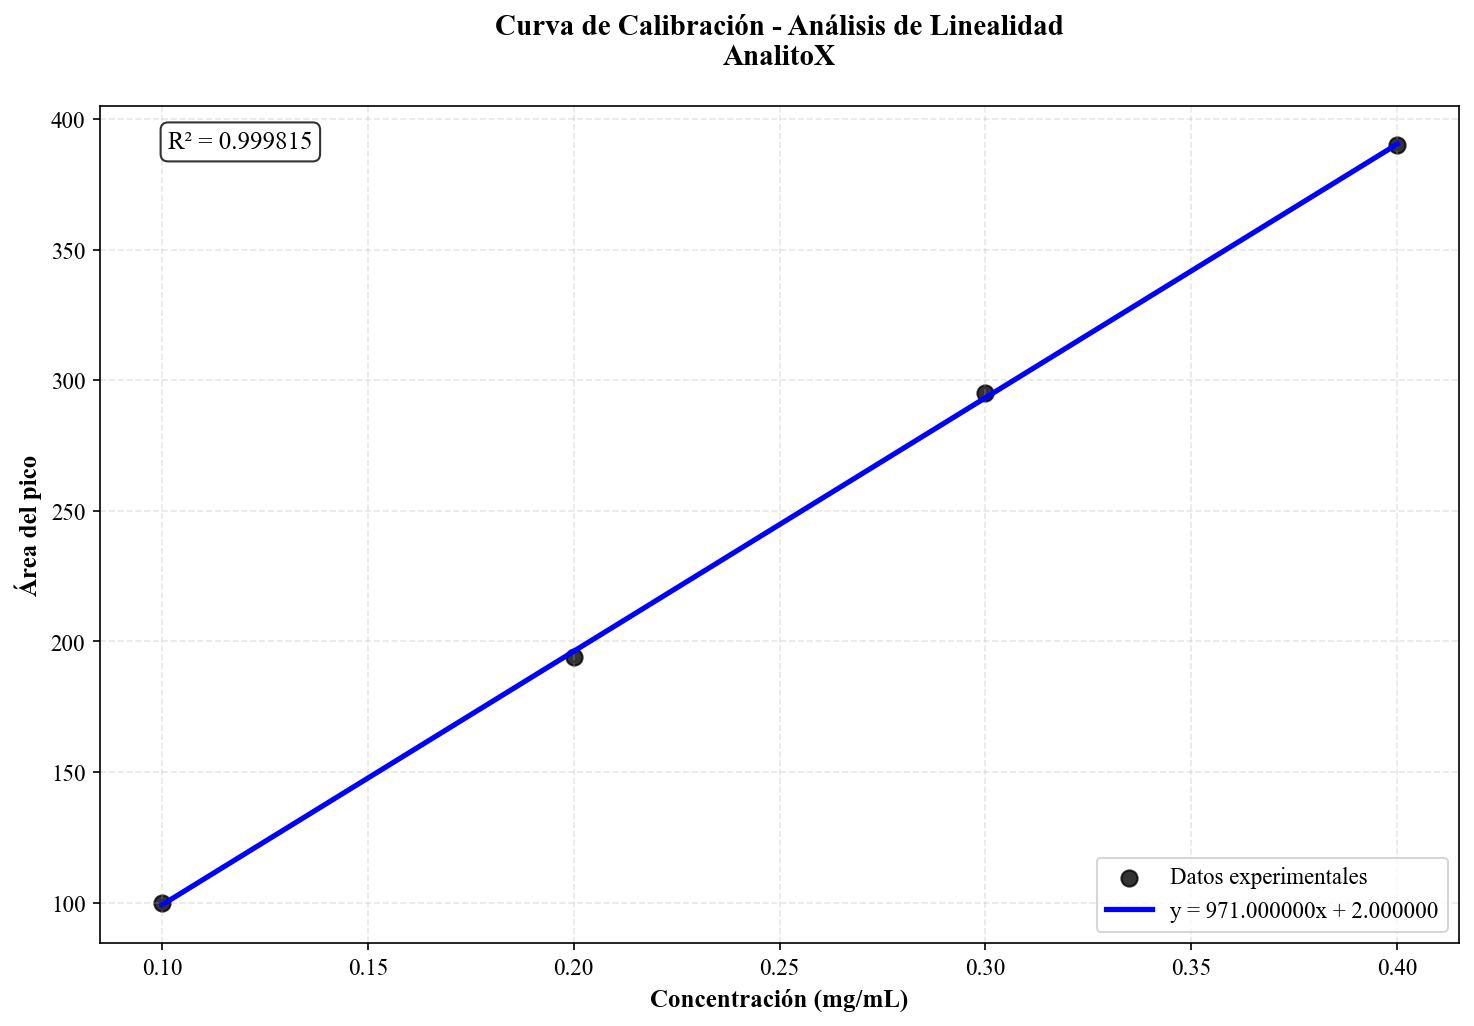 Curva de Calibración - Análisis de Linealidad
AnalitoX
R² = 0.999815
400
350
300
250
200
150
100
Área del pico
Datos experimentales
y = 971.000000x + 2.000000
0.10 0.15 0.20 0.25 0.30 0.35 0.40
Concentración (mg/mL)